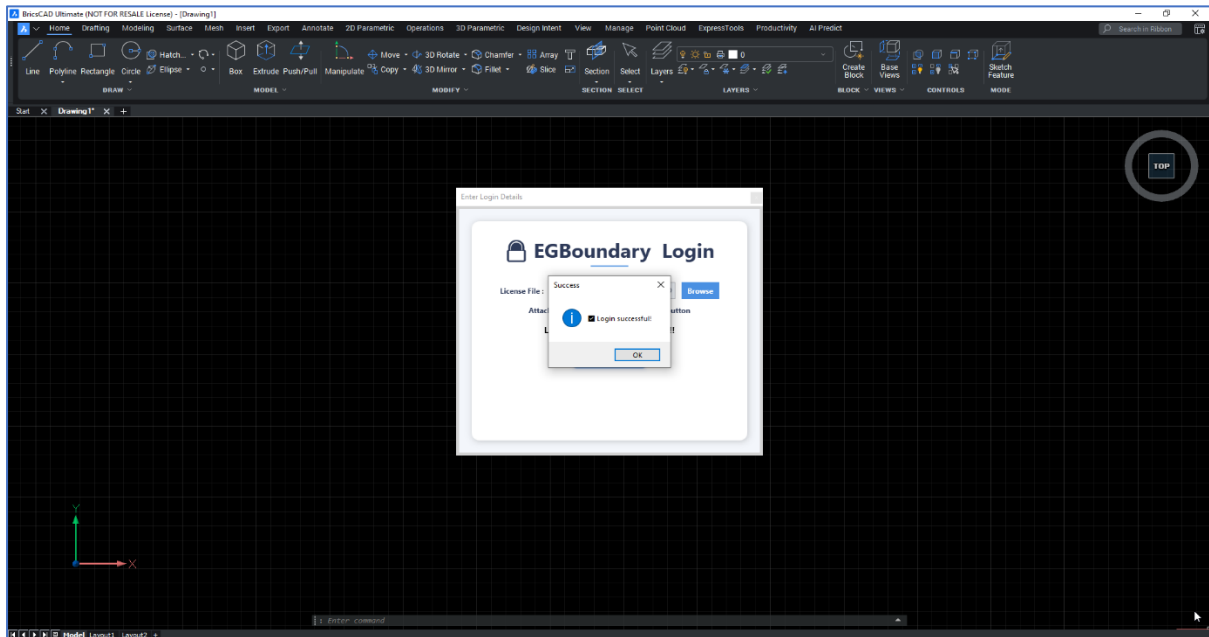 BricsCAD Ultimate (NOT FOR RESALE License) - [Drawing1]
Home Drafting Modeling Surface Mesh Insert Export Annotate 2D Parametric Operations 3D Parametric Design Intent View Manage Point Cloud ExpressTools Productivity AI Predict Search in Ribbon
Hatch... Move 3D Rotate Chamfer Array 0
Line Polyline Rectangle Circle Ellipse Box Extrude Push/Pull Manipulate Copy 3D Mirror Fillet Slice Section Select Layers Create Block Base Views Sketch Feature
DRAW MODEL MODIFY SECTION SELECT LAYERS BLOCK VIEWS CONTROLS MODE
Start Drawing1* +
TOP
Enter Login Details
EGBoundary Login
Success
License File : Browse
Login successful!
OK
Y
X
: Enter command
Model Layout1 Layout2 +